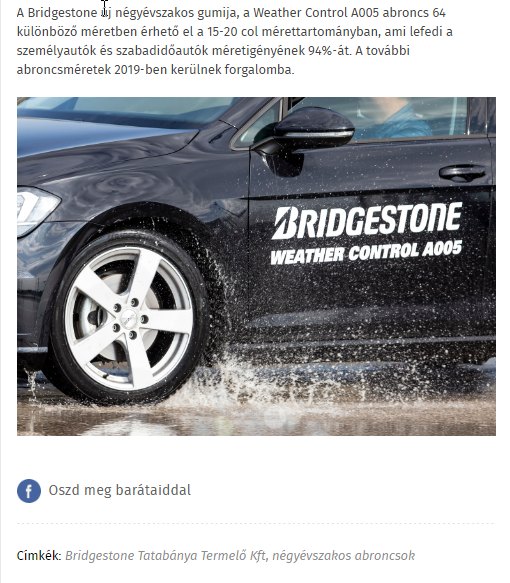 A Bridgestone új négyévszakos gumija, a Weather Control A005 abroncs 64
különböző méretben érhető el a 15-20 col mérettartományban, ami lefedi a
személyautók és szabadidőautók méretigényének 94%-át. A további
abroncsméretek 2019-ben kerülnek forgalomba.
BRIDGESTONE
WEATHER CONTROL A005
f Oszd meg barátaiddal
Címkék: Bridgestone Tatabánya Termelő Kft, négyévszakos abroncsok